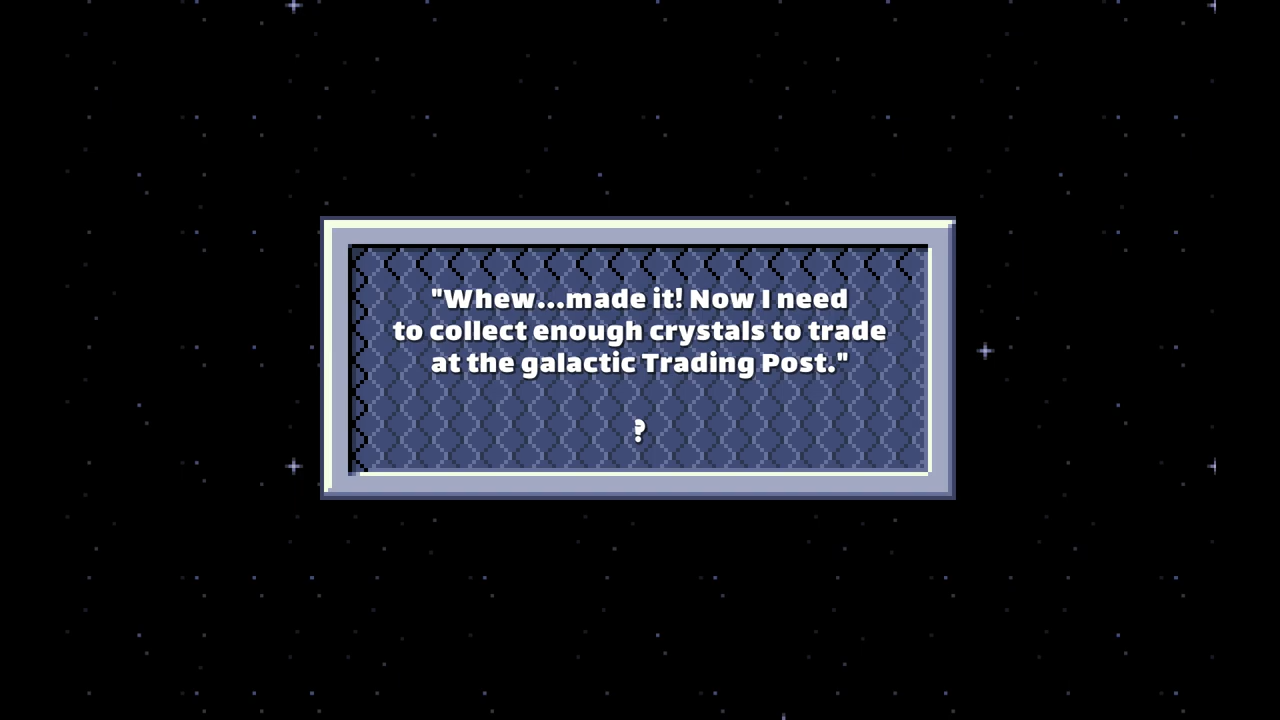 "Whew...made it! Now I need
to collect enough crystals to trade
at the galactic Trading Post."
?